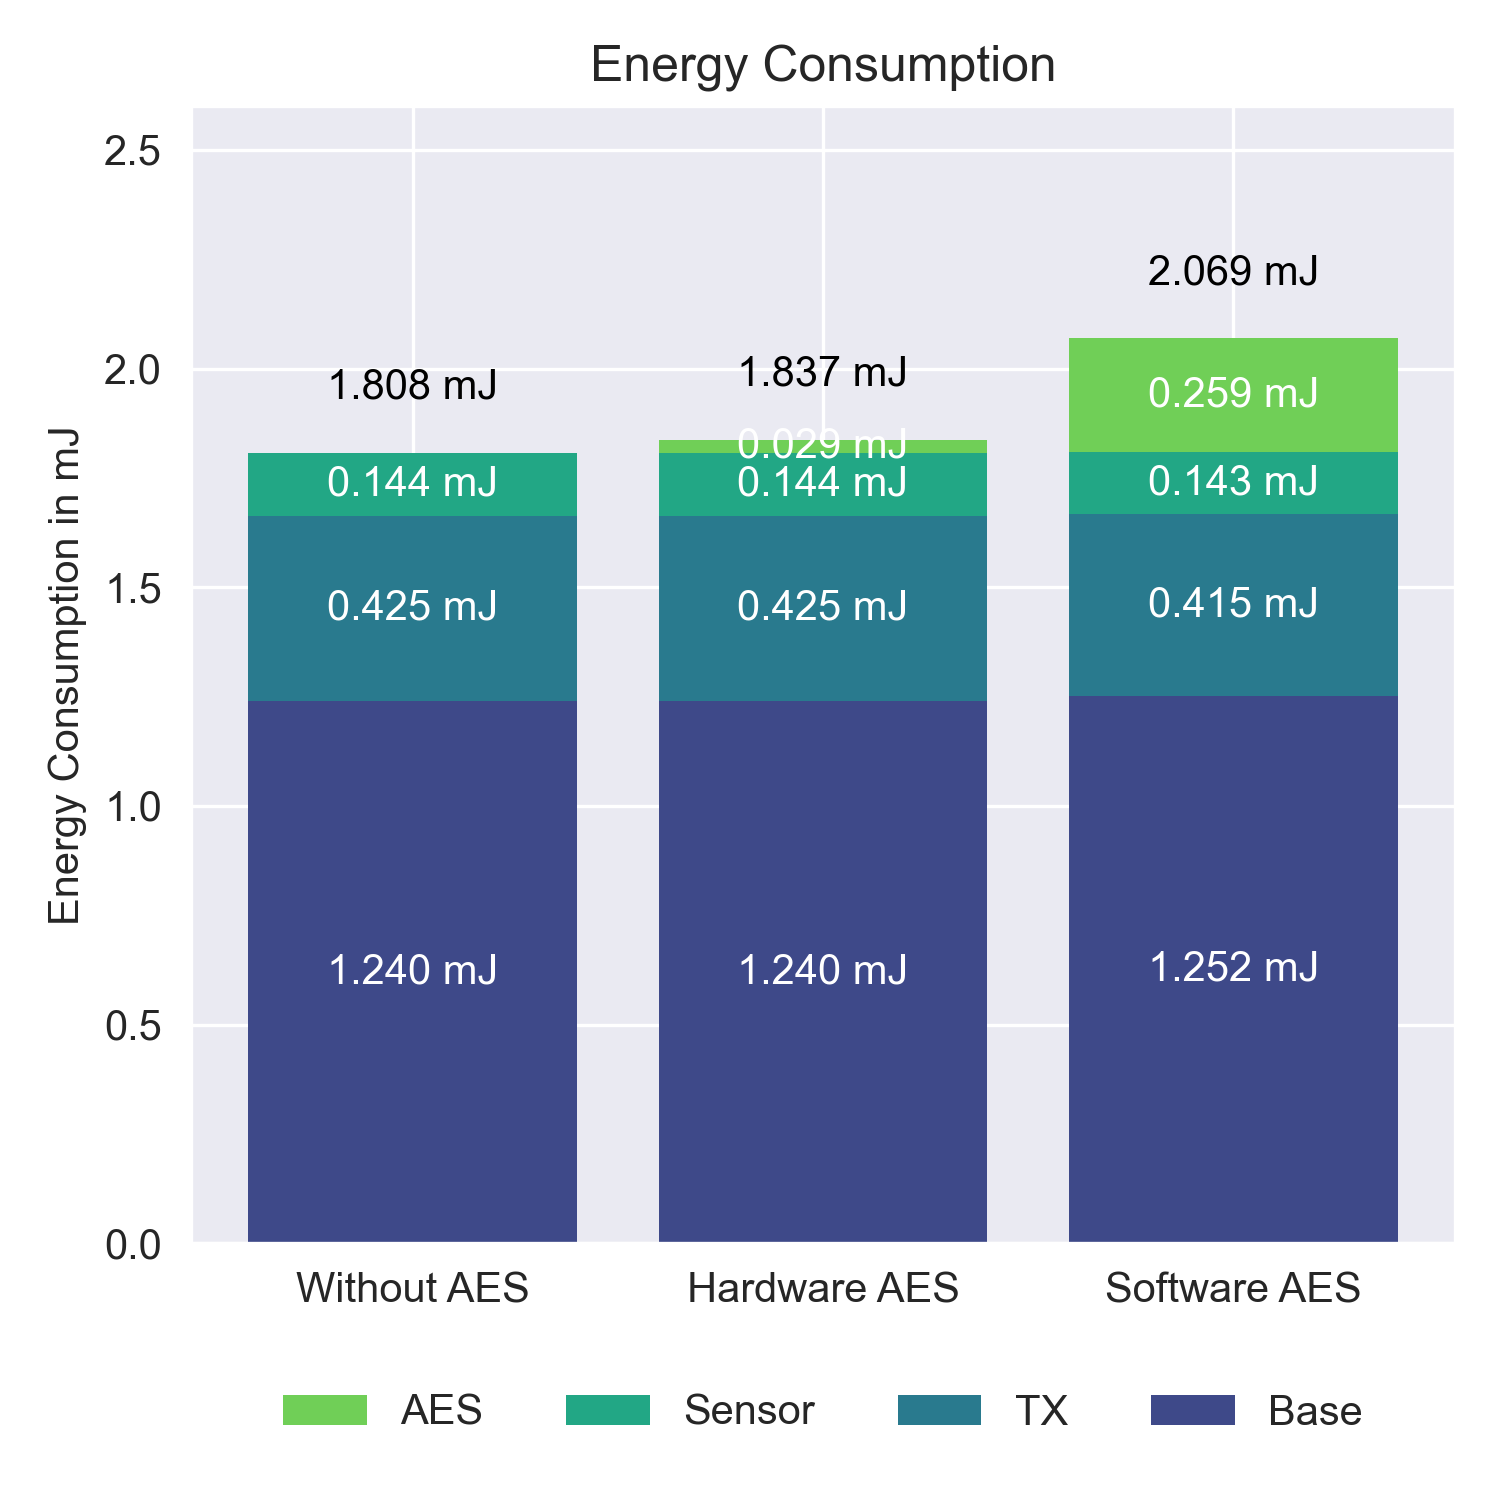 Energy Consumption
Energy Consumption in mJ
2.5
2.0
1.5
1.0
0.5
0.0
1.808 mJ
0.144 mJ
0.425 mJ
1.240 mJ
1.837 mJ
0.029 mJ
0.144 mJ
0.425 mJ
1.240 mJ
2.069 mJ
0.259 mJ
0.143 mJ
0.415 mJ
1.252 mJ
Without AES
Hardware AES
Software AES
AES
Sensor
TX
Base